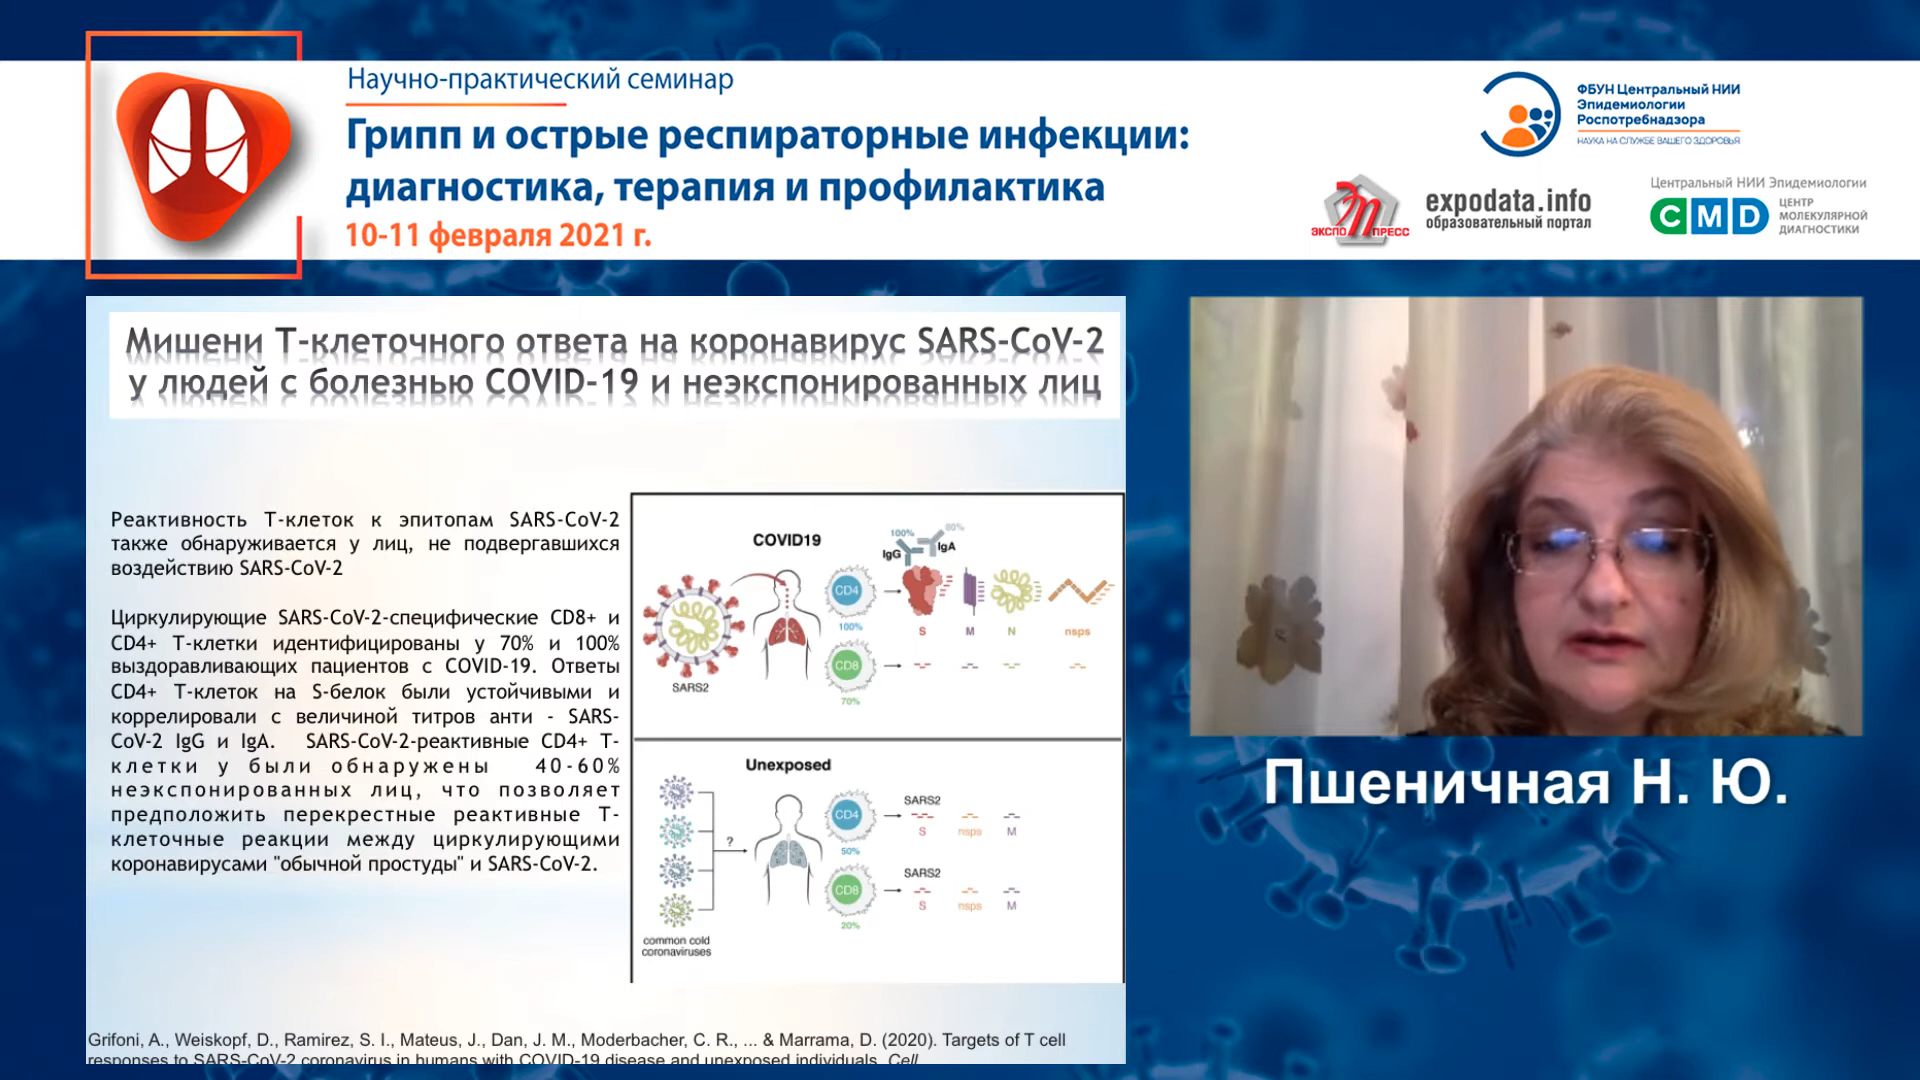 Научно-практический семинар
Грипп и острые респираторные инфекции:
диагностика, терапия и профилактика
10-11 февраля 2021 г.
ФБУН Центральный НИИ
Эпидемиологии
Роспотребнадзора
НАУКА НА СЛУЖБЕ ВАШЕГО ЗДОРОВЬЯ
ЭКСПО ЭП ПРЕСС
expodata.info
образовательный портал
Центральный НИИ Эпидемиологии
CMD
ЦЕНТР
МОЛЕКУЛЯРНОЙ
ДИАГНОСТИКИ
Мишени Т-клеточного ответа на коронавирус SARS-CoV-2
у людей с болезнью COVID-19 и неэкспонированных лиц
Реактивность Т-клеток к эпитопам SARS-CoV-2
также обнаруживается у лиц, не подвергавшихся
воздействию SARS-CoV-2
Циркулирующие SARS-CoV-2-специфические CD8+ и
CD4+ Т-клетки идентифицированы у 70% и 100%
выздоравливающих пациентов с COVID-19. Ответы
CD4+ Т-клеток на S-белок были устойчивыми и
коррелировали с величиной титров анти - SARS-
CoV-2 IgG и IgA. SARS-CoV-2-реактивные CD4+ Т-
клетки у были обнаружены 40-60%
неэкспонированных лиц, что позволяет
предположить перекрестные реактивные Т-
клеточные реакции между циркулирующими
коронавирусами "обычной простуды" и SARS-CoV-2.
COVID19
100%
80%
IgG
IgA
CD4
100%
S
M
N
nsps
CD8
70%
SARS2
Unexposed
?
CD4
50%
SARS2
S
nsps
M
CD8
20%
SARS2
S
nsps
M
common cold
coronaviruses
Grifoni, A., Weiskopf, D., Ramirez, S. I., Mateus, J., Dan, J. M., Moderbacher, C. R., ... & Marrama, D. (2020). Targets of T cell
responses to SARS-CoV-2 coronavirus in humans with COVID-19 disease and unexposed individuals. Cell
Пшеничная Н. Ю.